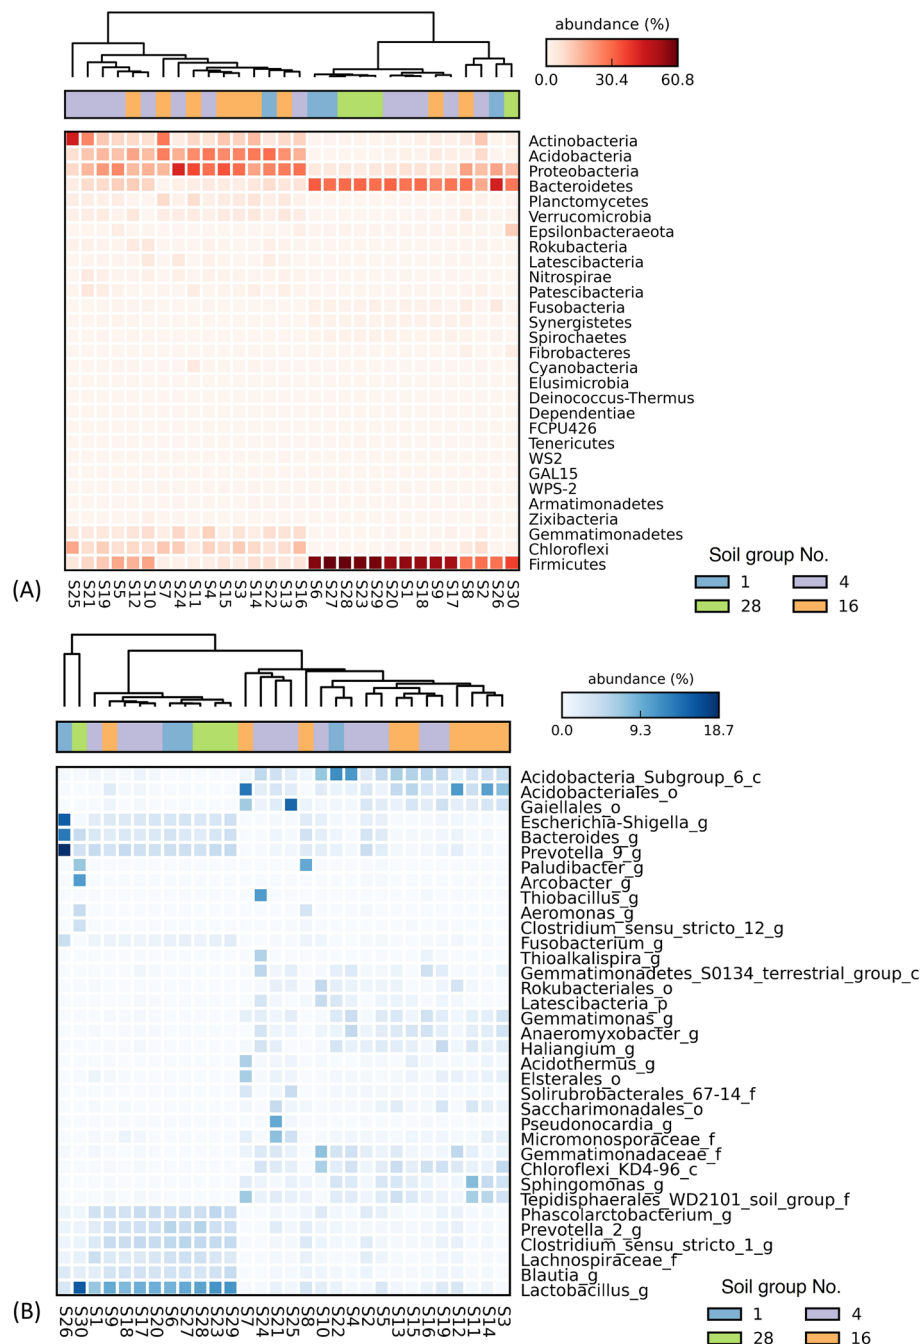 abundance (%)
0.0 30.4 60.8
Actinobacteria
Acidobacteria
Proteobacteria
Bacteroidetes
Planctomycetes
Verrucomicrobia
Epsilonbacteraeota
Rokubacteria
Latescibacteria
Nitrospirae
Patescibacteria
Fusobacteria
Synergistetes
Spirochaetes
Fibrobacteres
Cyanobacteria
Elusimicrobia
Deinococcus-Thermus
Dependentiae
FCPU426
Tenericutes
WS2
GAL15
WPS-2
Armatimonadetes
Zixibacteria
Gemmatimonadetes
Chloroflexi
Firmicutes
Soil group No.
1 4
28 16
(A)
S25 S21 S19 S5 S12 S10 S7 S24 S11 S4 S15 S3 S14 S22 S13 S16 S6 S27 S28 S23 S29 S20 S1 S18 S9 S17 S8 S2 S26 S30
abundance (%)
0.0 9.3 18.7
Acidobacteria_Subgroup_6_c
Acidobacteriales_o
Gaiellales_o
Escherichia-Shigella_g
Bacteroides_g
Prevotella_9_g
Paludibacter_g
Arcobacter_g
Thiobacillus_g
Aeromonas_g
Clostridium_sensu_stricto_12_g
Fusobacterium_g
Thioalkalispira_g
Gemmatimonadetes_S0134_terrestrial_group_c
Rokubacteriales_o
Latescibacteria_p
Gemmatimonas_g
Anaeromyxobacter_g
Haliangium_g
Acidothermus_g
Elsterales_o
Solirubrobacterales_67-14_f
Saccharimonadales_o
Pseudonocardia_g
Micromonosporaceae_f
Gemmatimonadaceae_f
Chloroflexi_KD4-96_c
Sphingomonas_g
Tepidisphaerales_WD2101_soil_group_f
Phascolarctobacterium_g
Prevotella_2_g
Clostridium_sensu_stricto_1_g
Lachnospiraceae_f
Blautia_g
Lactobacillus_g
Soil group No.
1 4
28 16
(B)
S26 S30 S1 S9 S18 S17 S20 S6 S27 S28 S23 S29 S7 S24 S21 S25 S8 S10 S22 S4 S2 S5 S13 S15 S16 S19 S12 S11 S14 S3